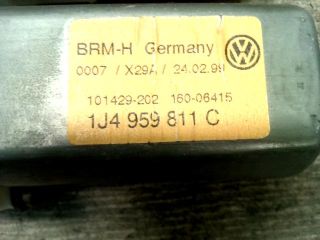 BRM-H Germany
0007 / X29A / 24.02.99
101429-202 160-06415
1J4 959 811 C